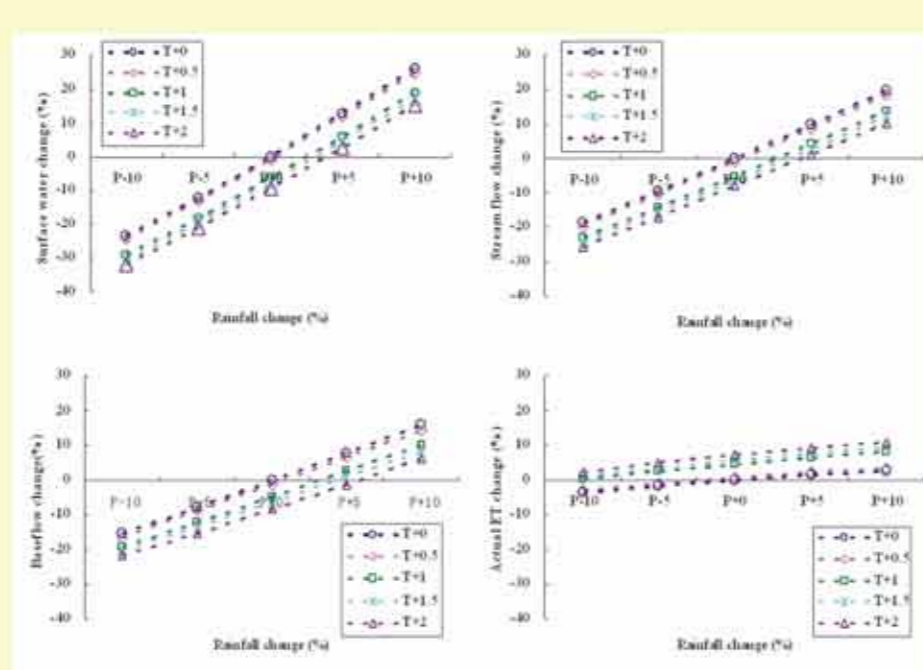 30
20
10
0
-10
-20
-30
-40
Surface water change (%)
T+0
T+0.5
T+1
T+1.5
T+2
P-10 P-5 P+0 P+5 P+10
Rainfall change (%)
30
20
10
0
-10
-20
-30
-40
Stream flow change (%)
T+0
T+0.5
T+1
T+1.5
T+2
P-10 P-5 P+0 P+5 P+10
Rainfall change (%)
30
20
10
0
-10
-20
-30
-40
Baseflow change(%)
P-10 P-5 P+0 P+5 P+10
T+0
T+0.5
T+1
T+1.5
T+2
Rainfall change (%)
30
20
10
0
-10
-20
-30
-40
Actual ET change (%)
P-10 P-5 P+0 P+5 P+10
T+0
T+0.5
T+1
T+1.5
T+2
Rainfall change (%)